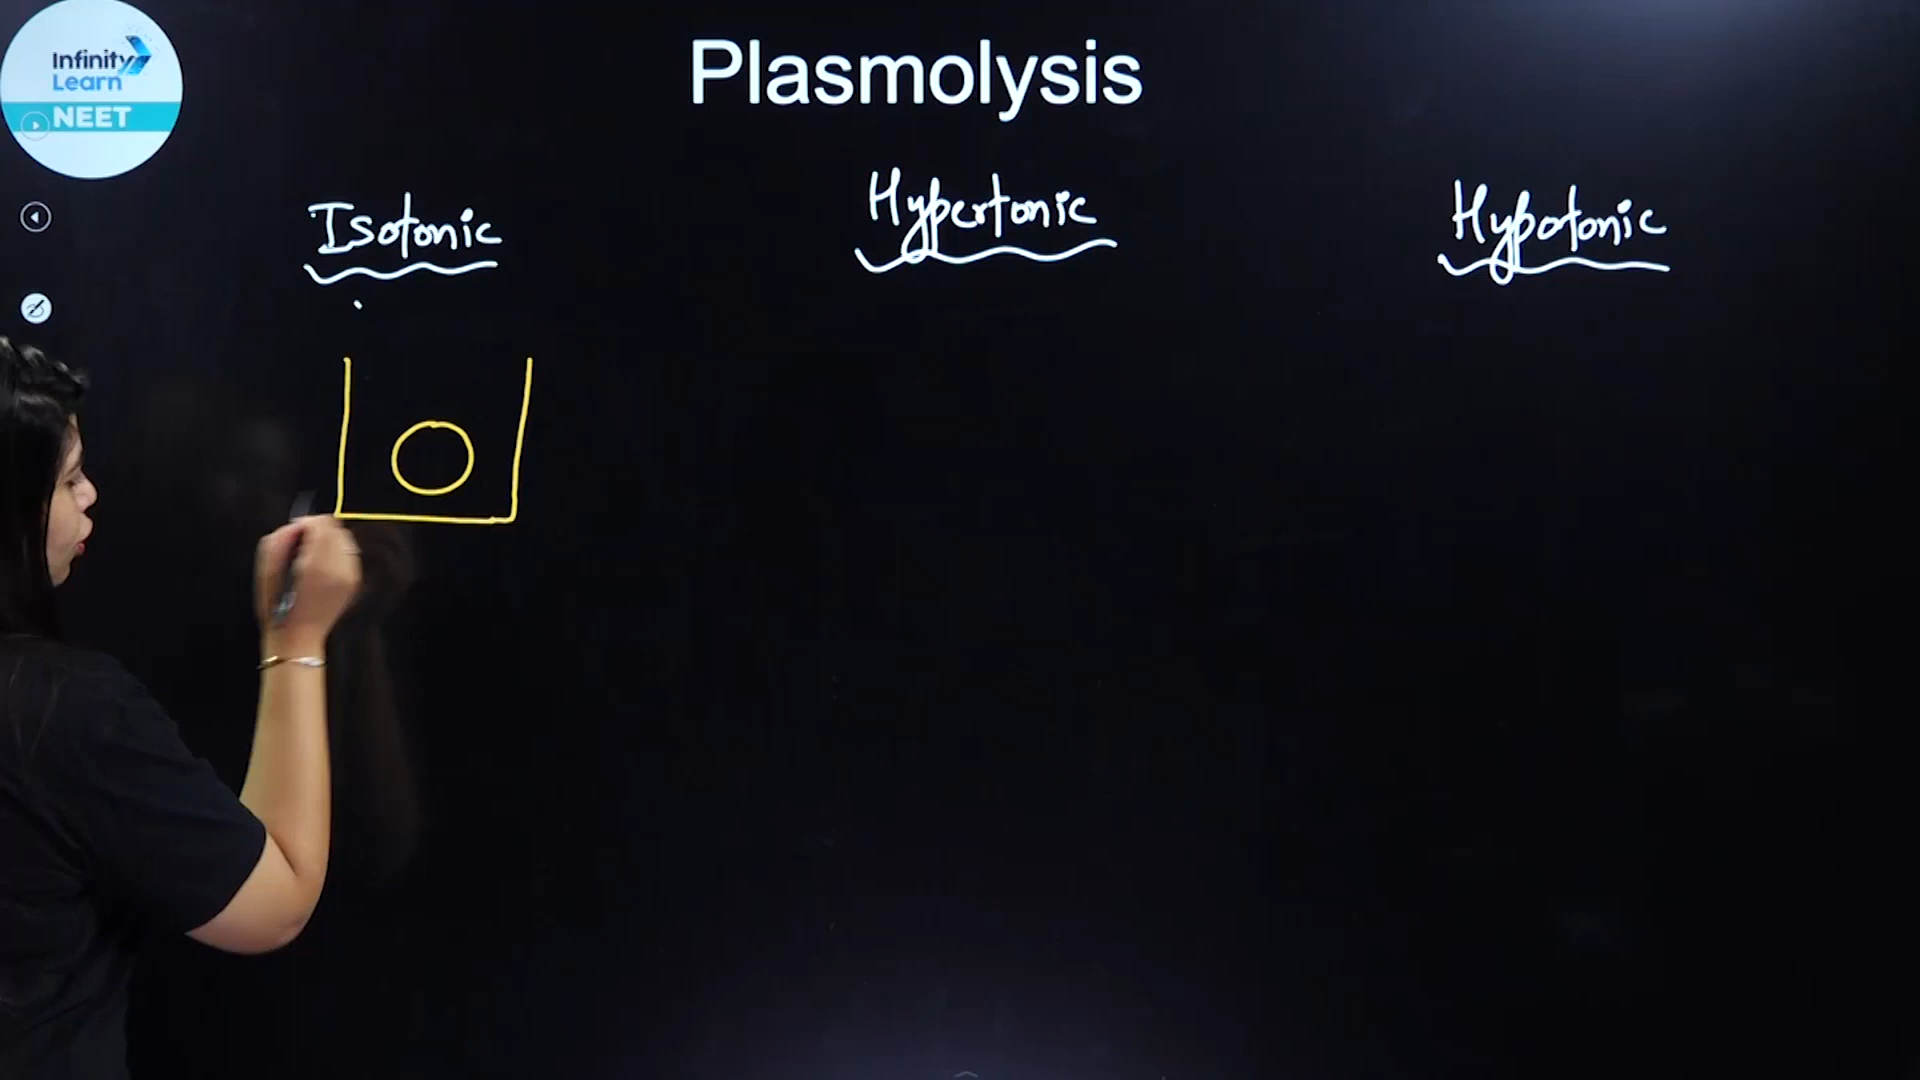 Infinity
Learn
NEET
Plasmolysis
Isotonic
Hypertonic
Hypotonic